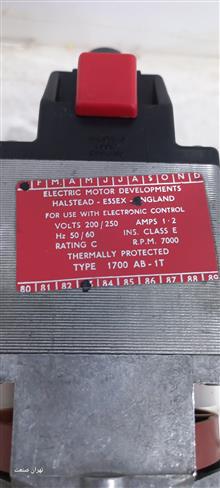 F M A M J J A S O N D
ELECTRIC MOTOR DEVELOPMENTS
HALSTEAD - ESSEX - ENGLAND
FOR USE WITH ELECTRONIC CONTROL
VOLTS 200/250 AMPS 1·2
Hz 50/60 INS. CLASS E
RATING C R.P.M. 7000
THERMALLY PROTECTED
TYPE 1700 AB-1T
80 81 82 84 85 86 87 88 89
تهران صنعت